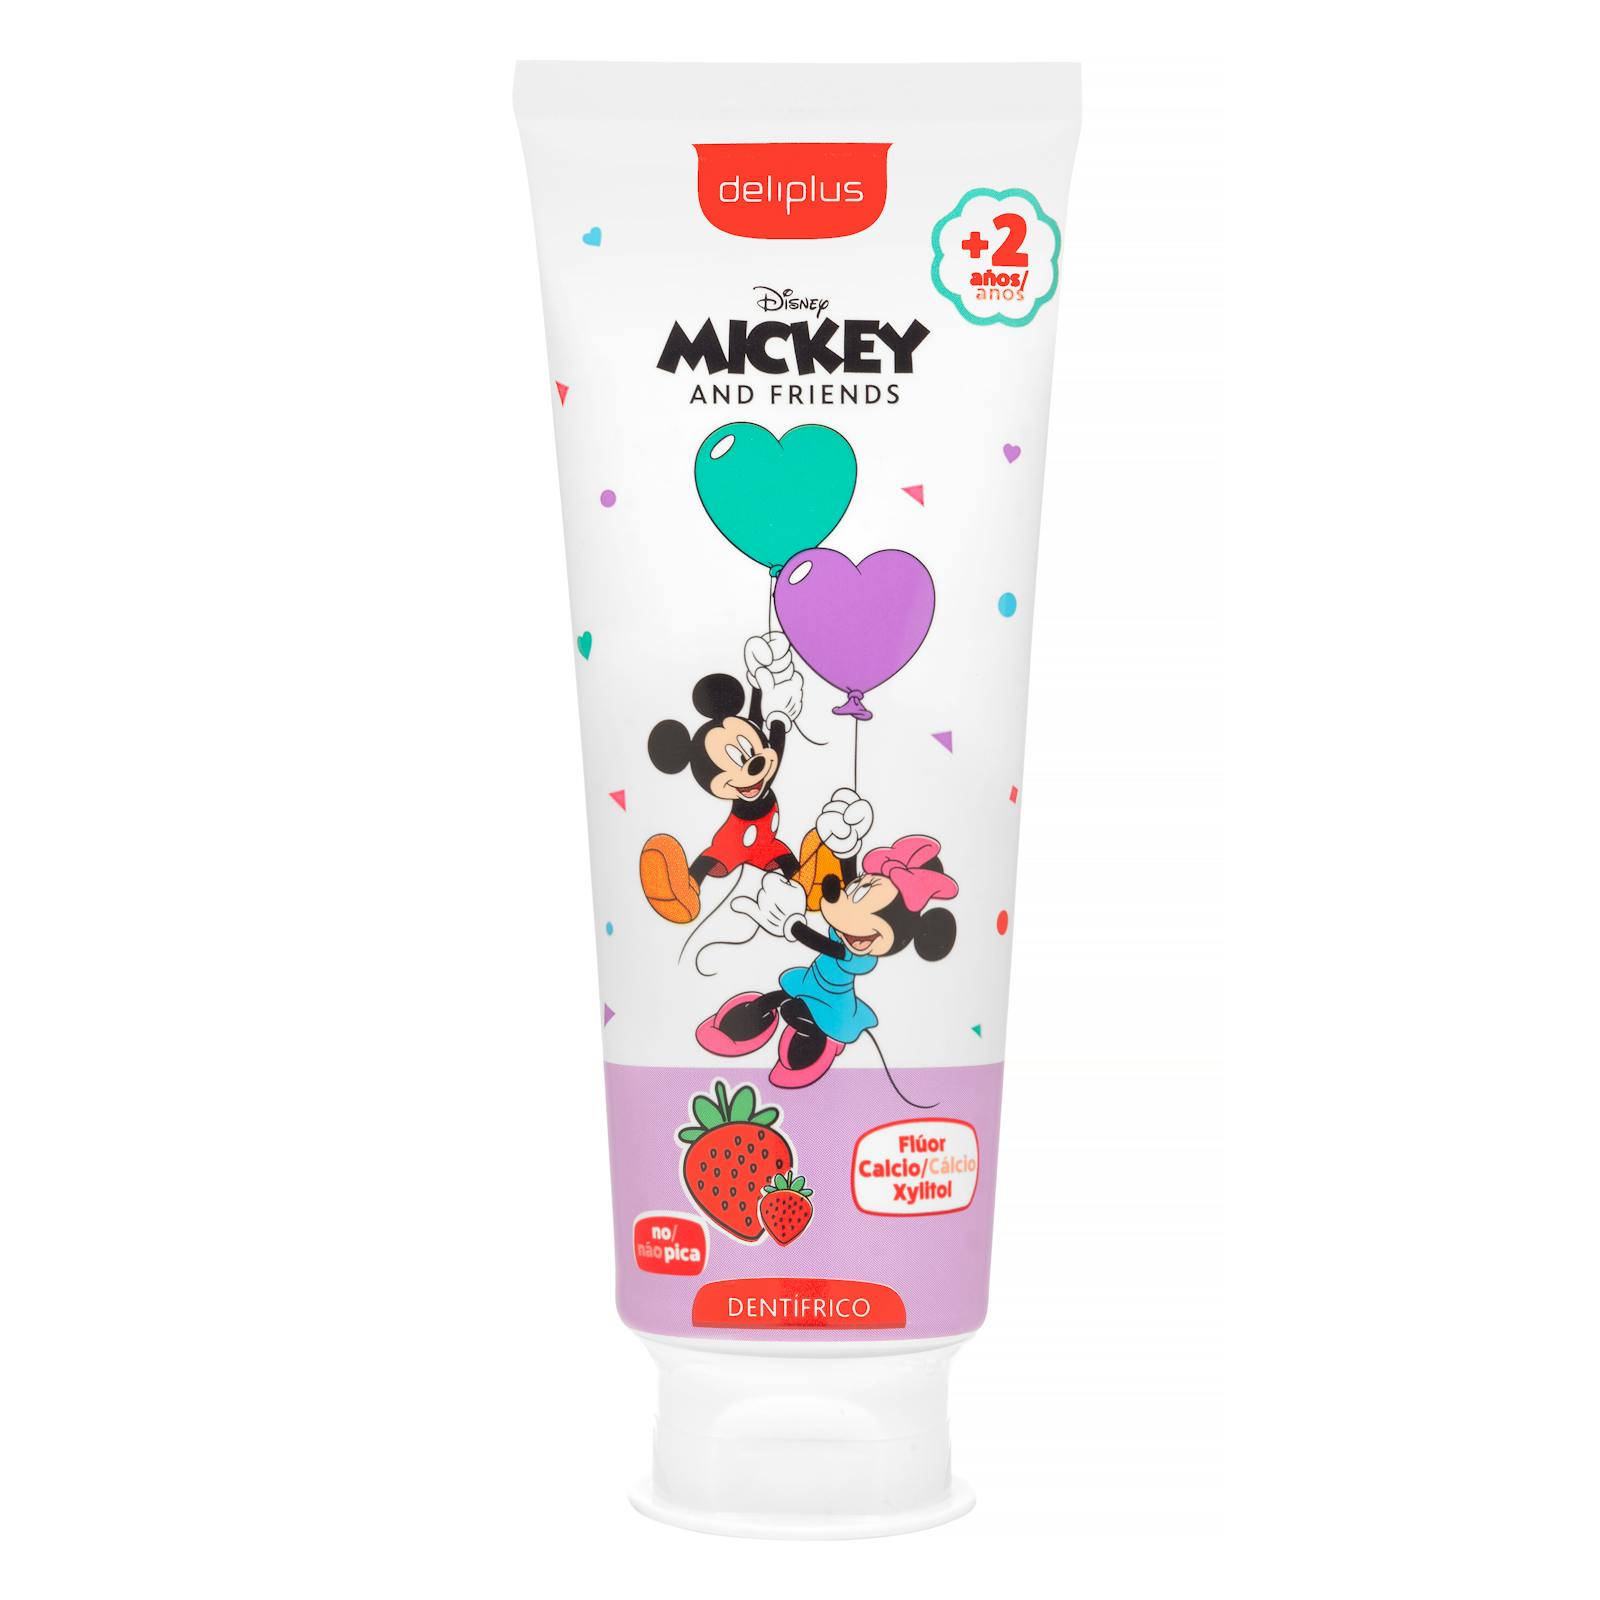 deliplus
+2
años/
anos
Disney
MICKEY
AND FRIENDS
Flúor
Calcio/Cálcio
Xylitol
no/
não pica
DENTÍFRICO